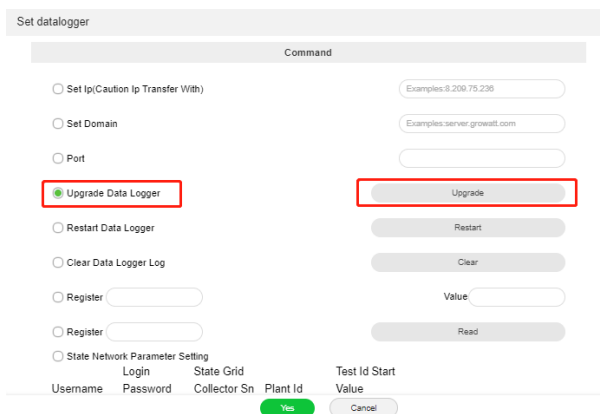 Set datalogger
Command
Set Ip(Caution Ip Transfer With) Examples:8.209.75.236
Set Domain Examples:server.growatt.com
Port
Upgrade Data Logger Upgrade
Restart Data Logger Restart
Clear Data Logger Log Clear
Register Value
Register Read
State Network Parameter Setting
Login State Grid Test Id Start
Username Password Collector Sn Plant Id Value
Yes Cancel